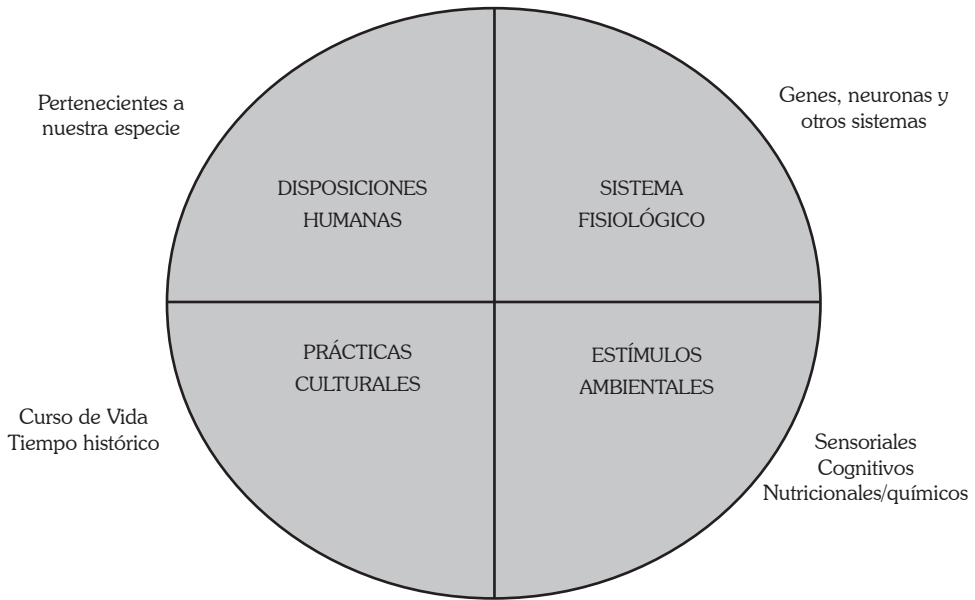 Pertenecientes a
nuestra especie
Genes, neuronas y
otros sistemas
DISPOSICIONES
HUMANAS
SISTEMA
FISIOLÓGICO
PRÁCTICAS
CULTURALES
ESTÍMULOS
AMBIENTALES
Curso de Vida
Tiempo histórico
Sensoriales
Cognitivos
Nutricionales/químicos